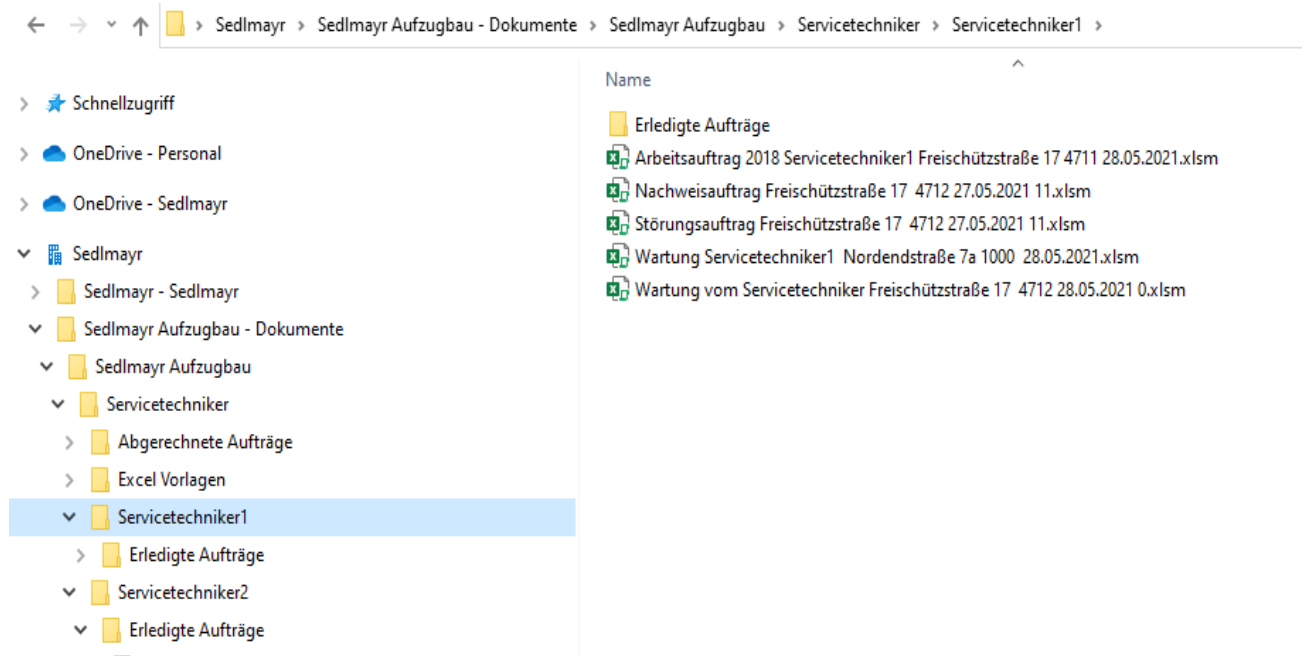 Sedlmayr > Sedlmayr Aufzugbau - Dokumente > Sedlmayr Aufzugbau > Servicetechniker > Servicetechniker1 >
Schnellzugriff
OneDrive - Personal
OneDrive - Sedlmayr
Sedlmayr
Sedlmayr - Sedlmayr
Sedlmayr Aufzugbau - Dokumente
Sedlmayr Aufzugbau
Servicetechniker
Abgerechnete Aufträge
Excel Vorlagen
Servicetechniker1
Erledigte Aufträge
Servicetechniker2
Erledigte Aufträge
Name
Erledigte Aufträge
Arbeitsauftrag 2018 Servicetechniker1 Freischützstraße 17 4711 28.05.2021.xlsm
Nachweisauftrag Freischützstraße 17  4712 27.05.2021 11.xlsm
Störungsauftrag Freischützstraße 17  4712 27.05.2021 11.xlsm
Wartung Servicetechniker1  Nordendstraße 7a 1000  28.05.2021.xlsm
Wartung vom Servicetechniker Freischützstraße 17  4712 28.05.2021 0.xlsm